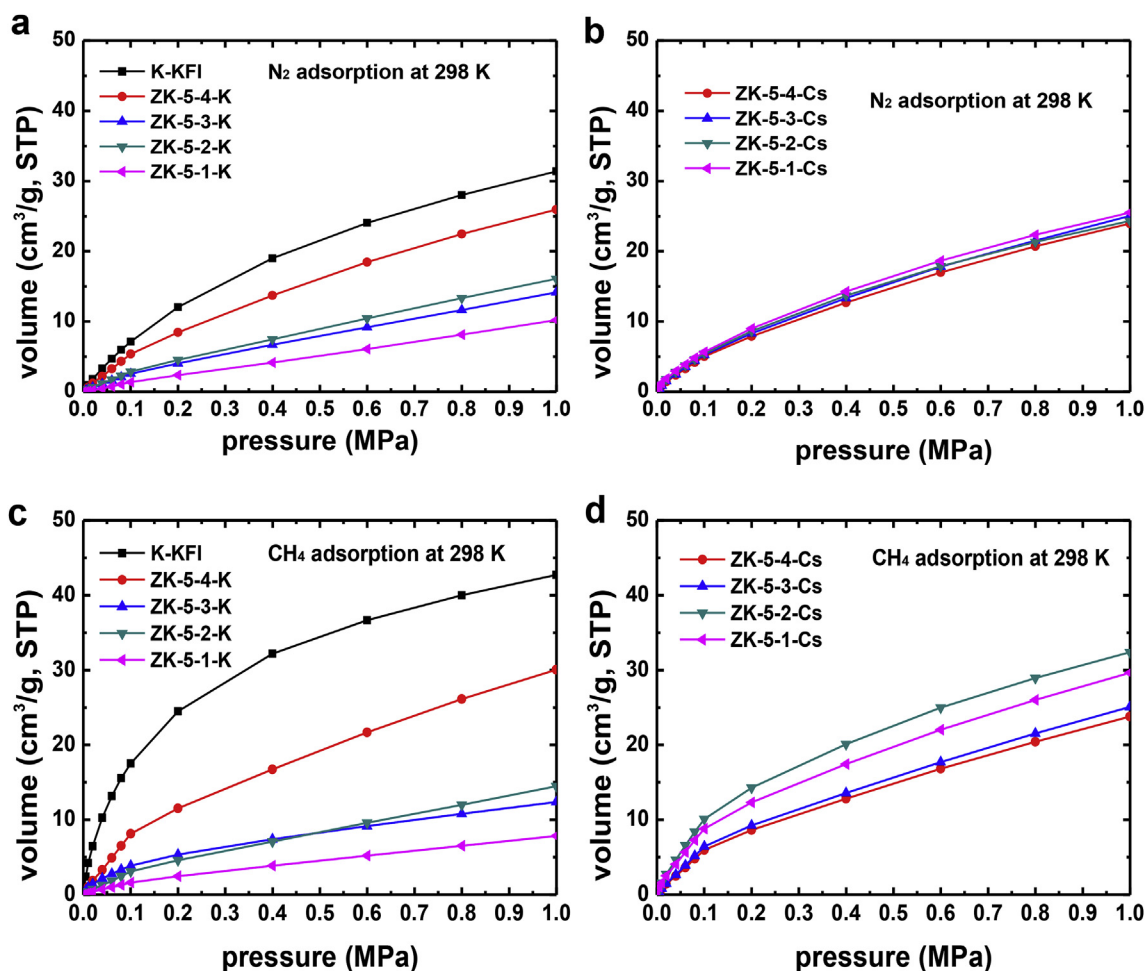 a
50
40
30
20
10
0
volume (cm³/g, STP)
K-KFI
ZK-5-4-K
ZK-5-3-K
ZK-5-2-K
ZK-5-1-K
N₂ adsorption at 298 K
0.0 0.1 0.2 0.3 0.4 0.5 0.6 0.7 0.8 0.9 1.0
pressure (MPa)
b
50
40
30
20
10
0
volume (cm³/g, STP)
ZK-5-4-Cs
ZK-5-3-Cs
ZK-5-2-Cs
ZK-5-1-Cs
N₂ adsorption at 298 K
0.0 0.1 0.2 0.3 0.4 0.5 0.6 0.7 0.8 0.9 1.0
pressure (MPa)
c
50
40
30
20
10
0
volume (cm³/g, STP)
K-KFI
ZK-5-4-K
ZK-5-3-K
ZK-5-2-K
ZK-5-1-K
CH₄ adsorption at 298 K
0.0 0.1 0.2 0.3 0.4 0.5 0.6 0.7 0.8 0.9 1.0
pressure (MPa)
d
50
40
30
20
10
0
volume (cm³/g, STP)
ZK-5-4-Cs
ZK-5-3-Cs
ZK-5-2-Cs
ZK-5-1-Cs
CH₄ adsorption at 298 K
0.0 0.1 0.2 0.3 0.4 0.5 0.6 0.7 0.8 0.9 1.0
pressure (MPa)